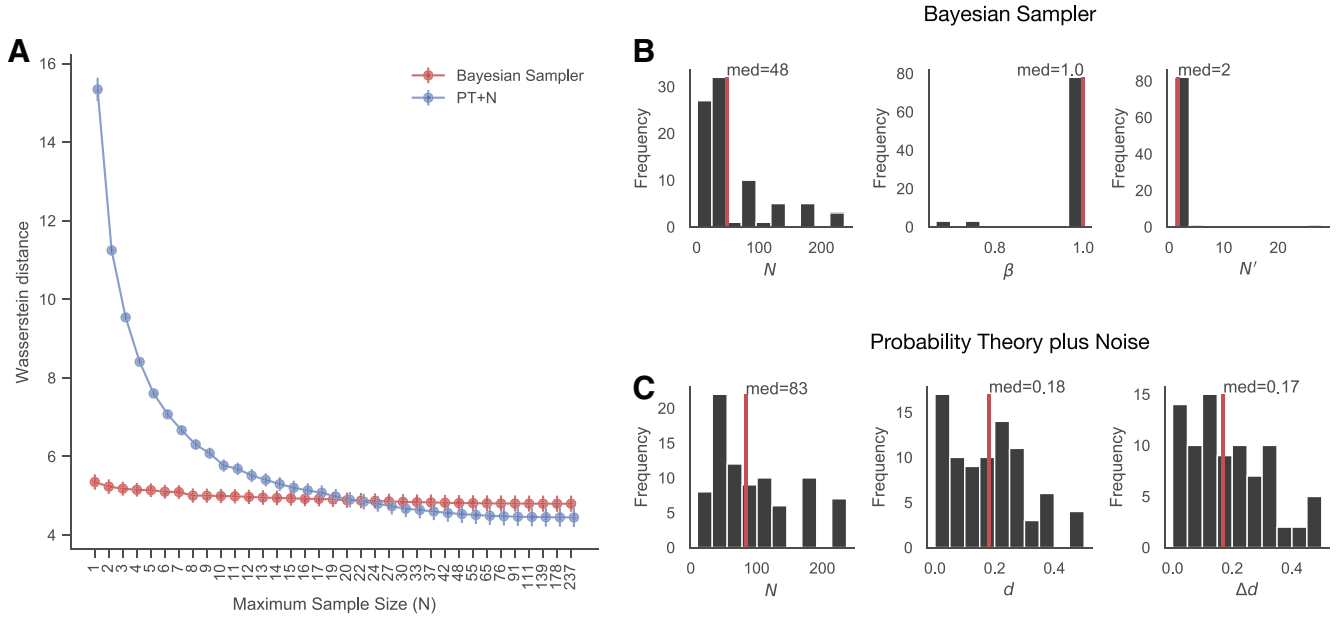 A
16
14
12
10
8
6
4
Wasserstein distance
Bayesian Sampler
PT+N
1 2 3 4 5 6 7 8 9 10 11 12 13 14 15 16 17 19 20 22 24 27 30 33 37 42 48 55 65 76 91 111 139 178 237
Maximum Sample Size (N)
Bayesian Sampler
B
med=48
30
20
10
0
Frequency
0 100 200
N
med=1.0
80
60
40
20
0
Frequency
0.8 1.0
β
med=2
80
60
40
20
0
Frequency
0 10 20
N′
Probability Theory plus Noise
C
med=83
20
15
10
5
0
Frequency
0 100 200
N
med=0.18
15
10
5
0
Frequency
0.0 0.2 0.4
d
med=0.17
15
10
5
0
Frequency
0.0 0.2 0.4
Δd